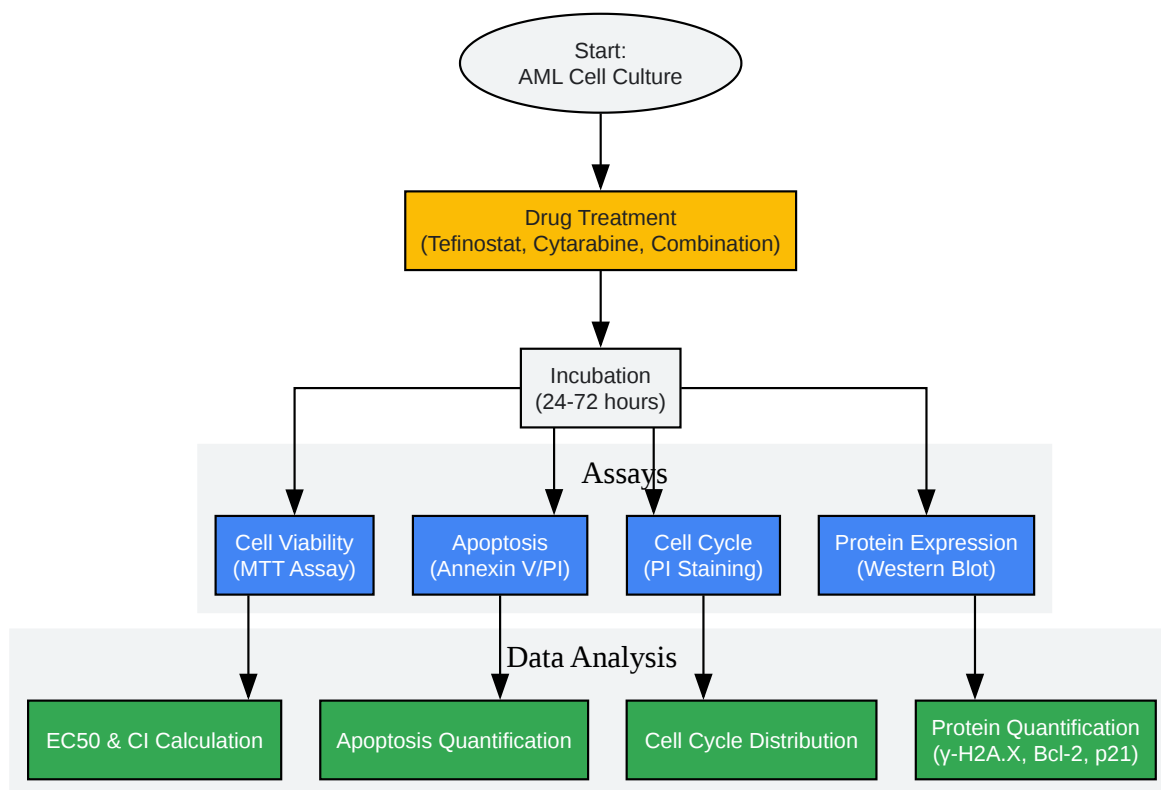 Start:
AML Cell Culture
Drug Treatment
(Tefinostat, Cytarabine, Combination)
Incubation
(24-72 hours)
Assays
Cell Viability
(MTT Assay)
Apoptosis
(Annexin V/PI)
Cell Cycle
(PI Staining)
Protein Expression
(Western Blot)
Data Analysis
EC50 & CI Calculation
Apoptosis Quantification
Cell Cycle Distribution
Protein Quantification
(γ-H2A.X, Bcl-2, p21)